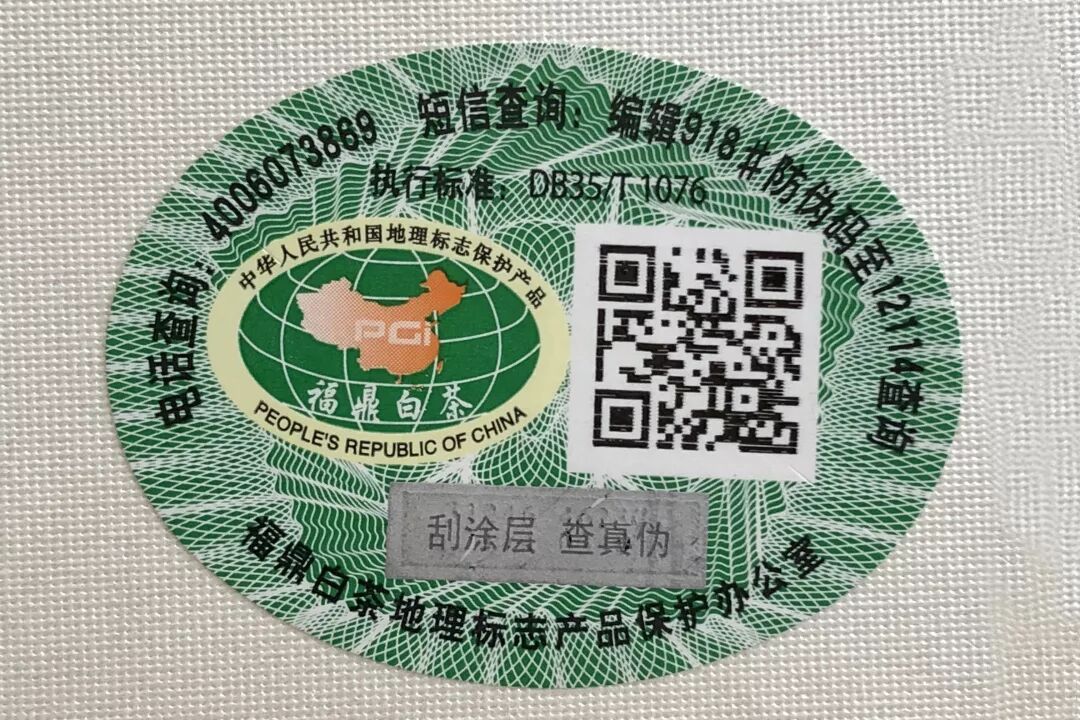 电话查询：4006073869 短信查询：编辑918#防伪码至12114查询
执行标准：DB35/T 1076
中华人民共和国地理标志保护产品
PGI
福鼎白茶
PEOPLE'S REPUBLIC OF CHINA
刮涂层 查真伪
福鼎白茶地理标志产品保护办公室